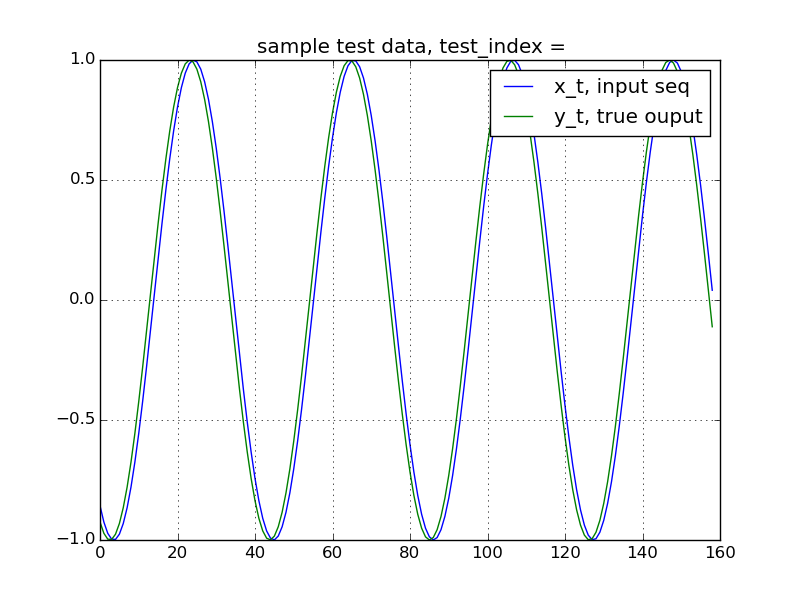 sample test data, test_index =
x_t, input seq
y_t, true ouput
1.0
0.5
0.0
−0.5
−1.0
0 20 40 60 80 100 120 140 160